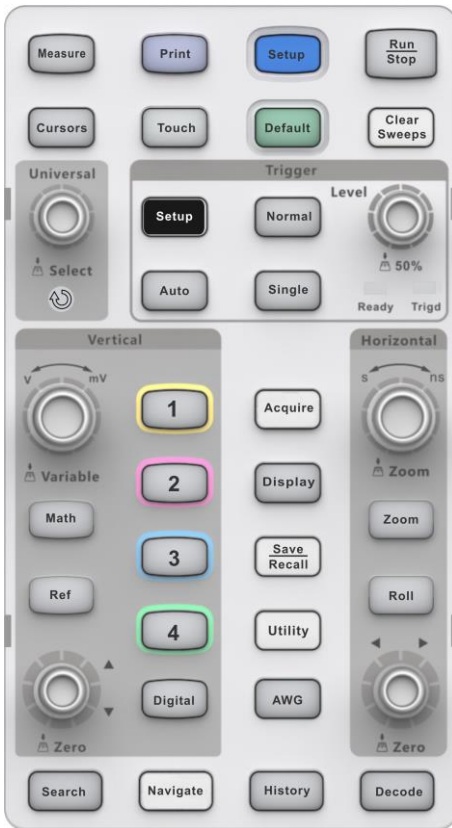 Measure
Print
Setup
Run
Stop
Cursors
Touch
Default
Clear
Sweeps
Universal
Select
Trigger
Level
Setup
Normal
50%
Auto
Single
Ready
Trigd
Vertical
V
mV
Variable
1
2
3
4
Math
Ref
Digital
Zero
Acquire
Display
Save
Recall
Utility
AWG
Horizontal
s
ns
Zoom
Zoom
Roll
Zero
Search
Navigate
History
Decode